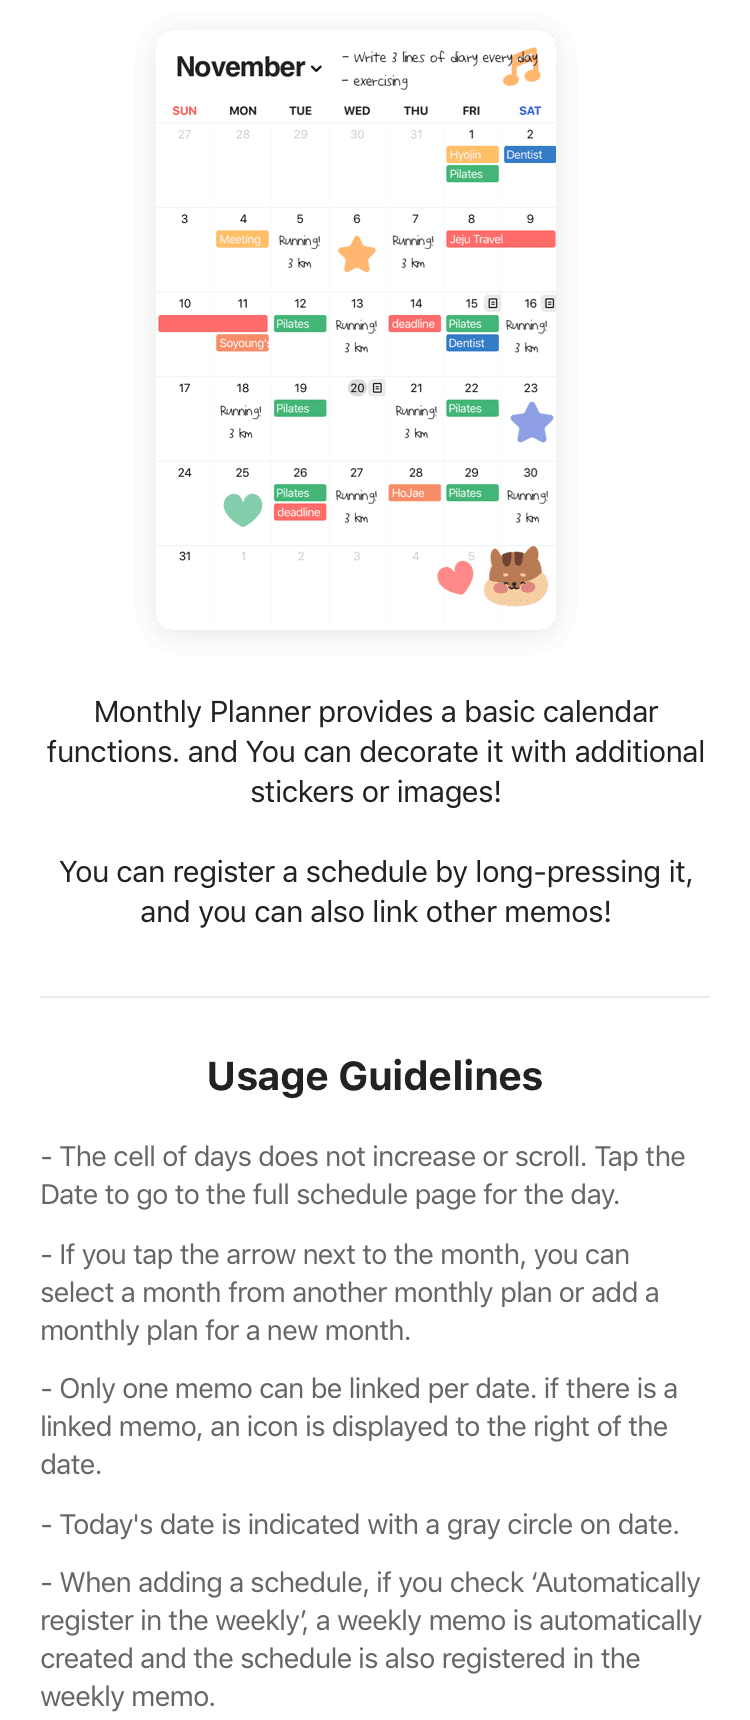 November
- Write 3 lines of diary every day
- exercising
SUN MON TUE WED THU FRI SAT
27 28 29 30 31 1 2
Hyojin Dentist
Pilates
3 4 5 6 7 8 9
Meeting Running! Running! Jeju Travel
3 km 3 km
10 11 12 13 14 15 16
Pilates Running! deadline Pilates Running!
Soyoung's 3 km Dentist 3 km
17 18 19 20 21 22 23
Running! Pilates Running! Pilates
3 km 3 km
24 25 26 27 28 29 30
Pilates Running! HoJae Pilates Running!
deadline 3 km 3 km
31 1 2 3 4 5
Monthly Planner provides a basic calendar
functions. and You can decorate it with additional
stickers or images!
You can register a schedule by long-pressing it,
and you can also link other memos!
Usage Guidelines
- The cell of days does not increase or scroll. Tap the
Date to go to the full schedule page for the day.
- If you tap the arrow next to the month, you can
select a month from another monthly plan or add a
monthly plan for a new month.
- Only one memo can be linked per date. if there is a
linked memo, an icon is displayed to the right of the
date.
- Today's date is indicated with a gray circle on date.
- When adding a schedule, if you check ‘Automatically
register in the weekly’, a weekly memo is automatically
created and the schedule is also registered in the
weekly memo.